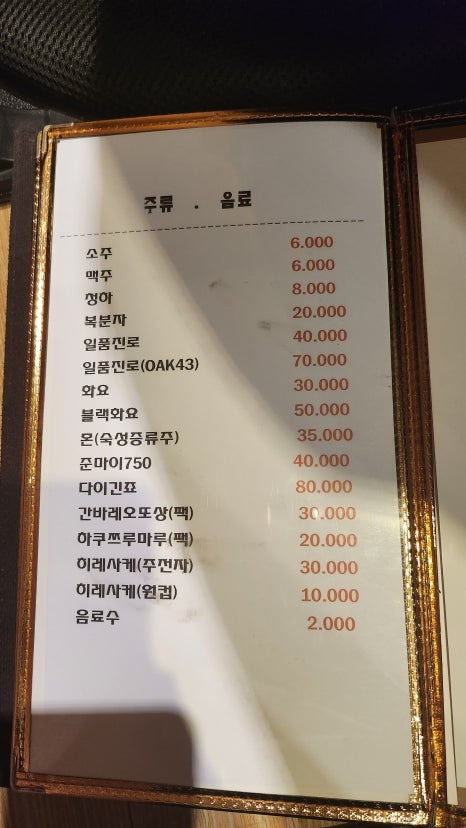 주류 . 음료
소주 6.000
맥주 6.000
청하 8.000
복분자 20.000
일품진로 40.000
일품진로(OAK43) 70.000
화요 30.000
블랙화요 50.000
온(숙성증류주) 35.000
준마이750 40.000
다이긴죠 80.000
간바레오또상(팩) 30.000
하쿠쯔루마루(팩) 20.000
히레사케(주전자) 30.000
히레사케(원컵) 10.000
음료수 2.000